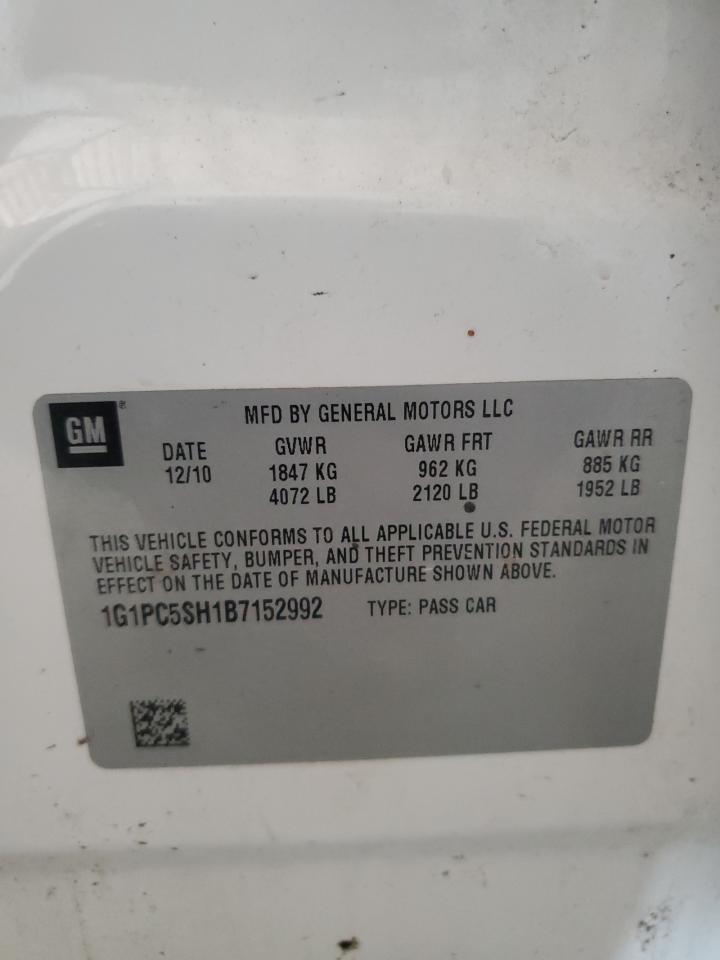 GM ®
MFD BY GENERAL MOTORS LLC
DATE GVWR GAWR FRT GAWR RR
12/10 1847 KG 962 KG 885 KG
4072 LB 2120 LB 1952 LB
THIS VEHICLE CONFORMS TO ALL APPLICABLE U.S. FEDERAL MOTOR
VEHICLE SAFETY, BUMPER, AND THEFT PREVENTION STANDARDS IN
EFFECT ON THE DATE OF MANUFACTURE SHOWN ABOVE.
1G1PC5SH1B7152992 TYPE: PASS CAR